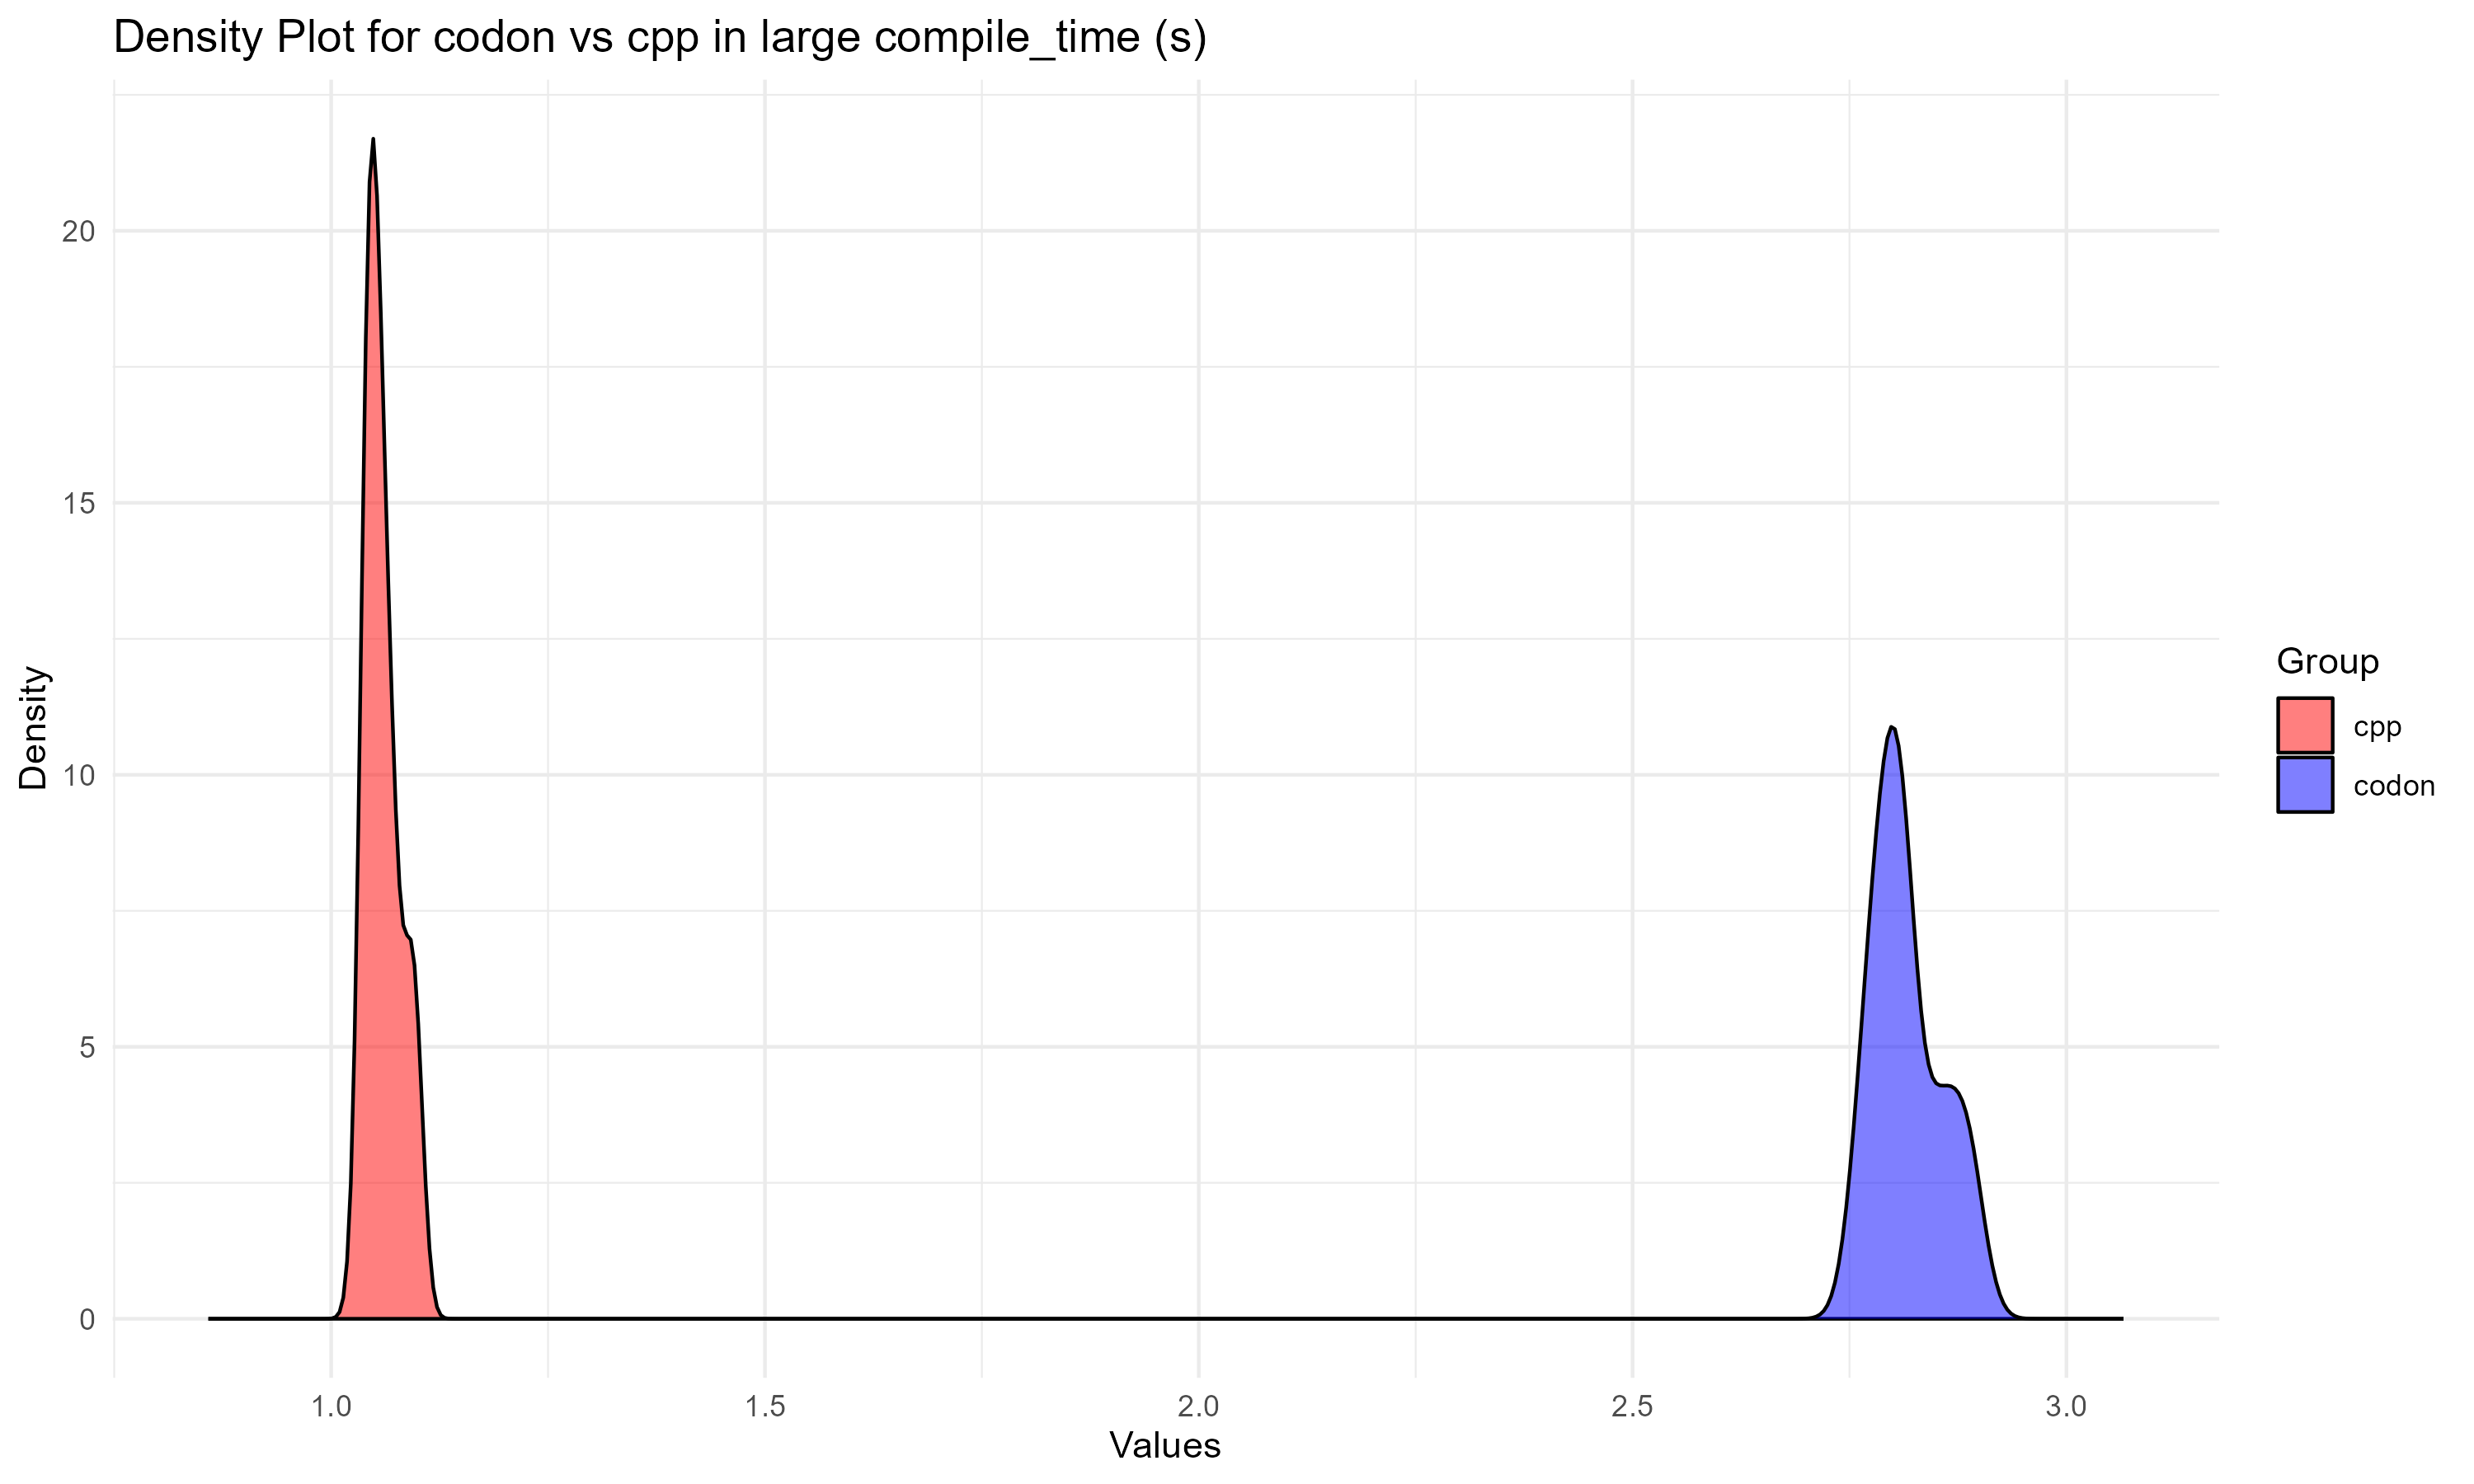 Density Plot for codon vs cpp in large compile_time (s)
Density
20
15
10
5
0
1.0 1.5 2.0 2.5 3.0
Values
Group
cpp
codon